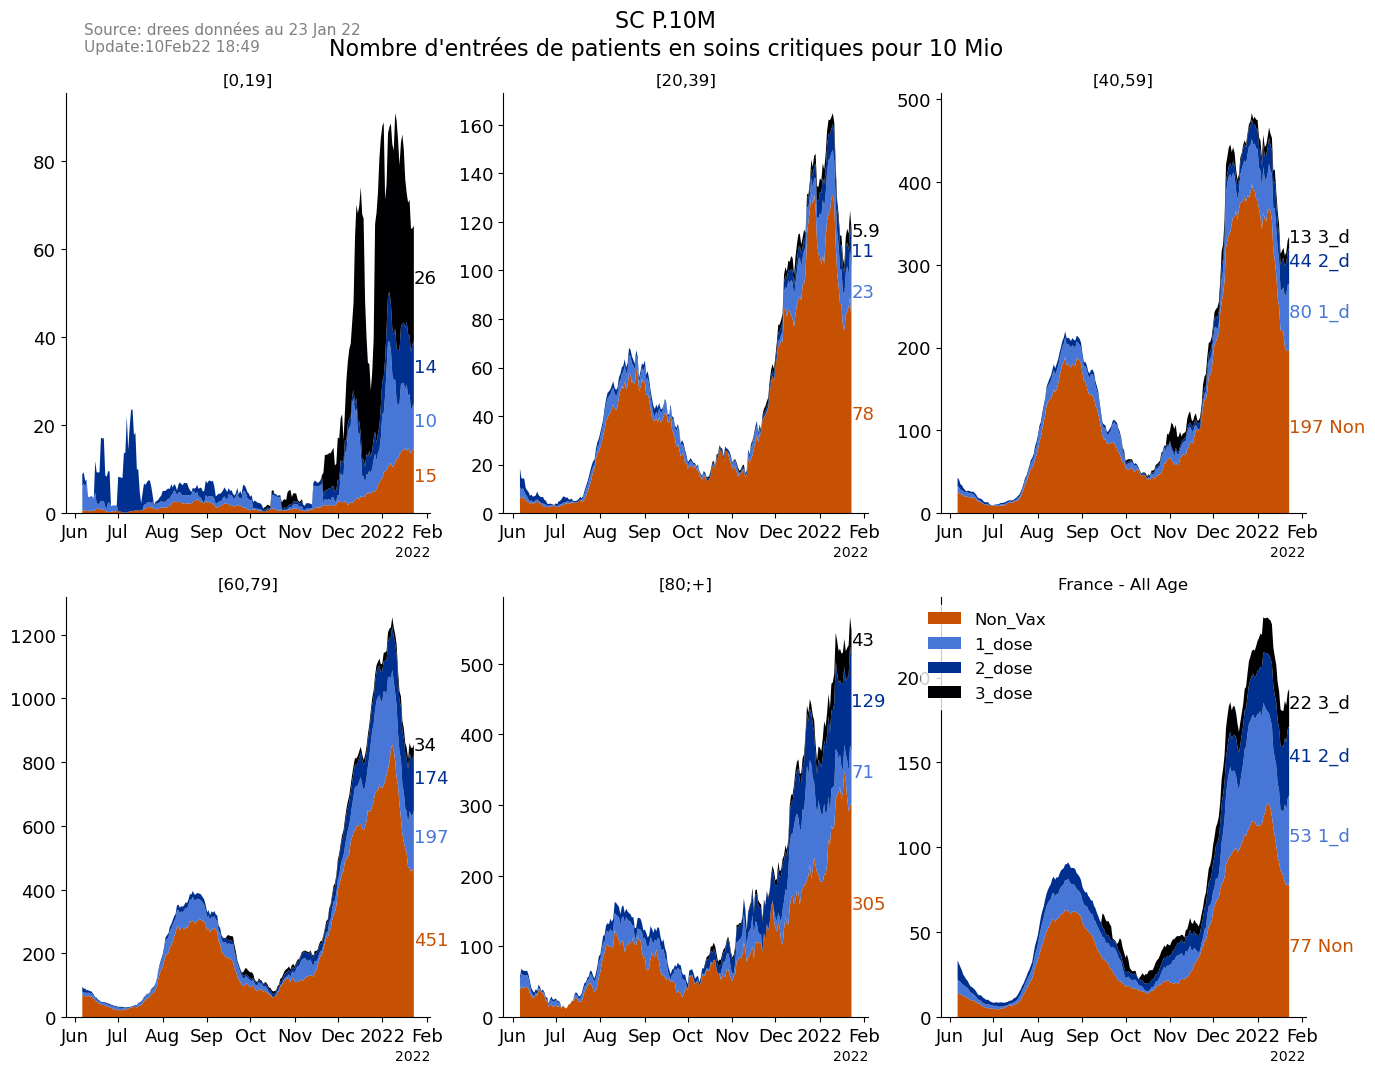 SC P.10M
Source: drees données au 23 Jan 22
Update:10Feb22 18:49
Nombre d'entrées de patients en soins critiques pour 10 Mio
[0,19]
80
60
40
20
0
26
14
10
15
Jun Jul Aug Sep Oct Nov Dec 2022 Feb
2022
[20,39]
160
140
120
100
80
60
40
20
0
5.9
11
23
78
Jun Jul Aug Sep Oct Nov Dec 2022 Feb
2022
[40,59]
500
400
300
200
100
0
13 3_d
44 2_d
80 1_d
197 Non
Jun Jul Aug Sep Oct Nov Dec 2022 Feb
2022
[60,79]
1200
1000
800
600
400
200
0
34
174
197
451
Jun Jul Aug Sep Oct Nov Dec 2022 Feb
2022
[80;+]
500
400
300
200
100
0
43
129
71
305
Jun Jul Aug Sep Oct Nov Dec 2022 Feb
2022
France - All Age
Non_Vax
1_dose
2_dose
3_dose
200
150
100
50
0
22 3_d
41 2_d
53 1_d
77 Non
Jun Jul Aug Sep Oct Nov Dec 2022 Feb
2022